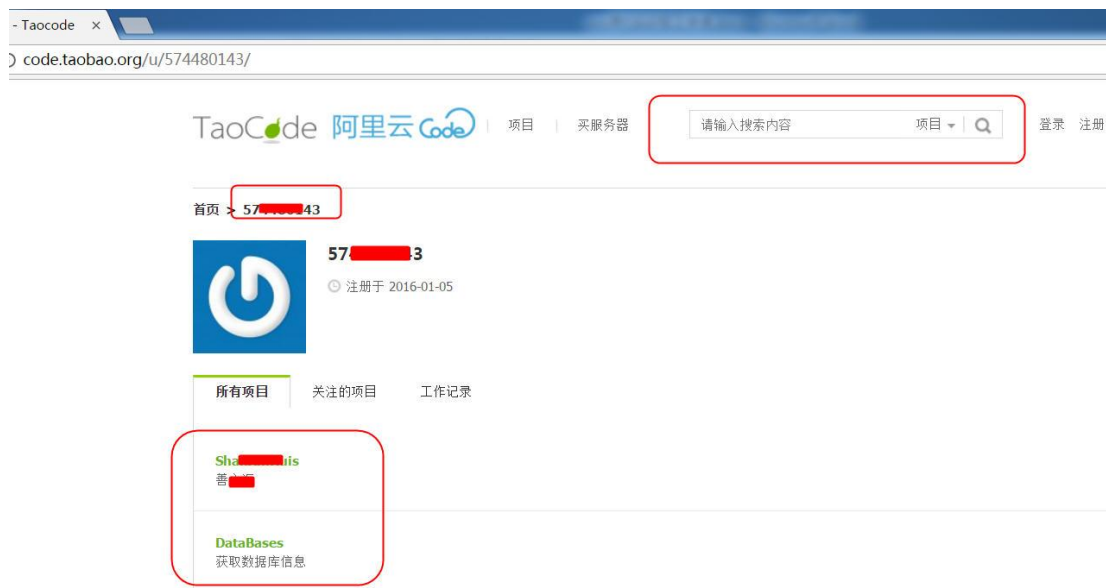 - Taocode ×
code.taobao.org/u/574480143/
TaoCode 阿里云 Code 项目 买服务器 请输入搜索内容 项目 登录 注册
首页 > 57 43
57 3
注册于 2016-01-05
所有项目 关注的项目 工作记录
Sha is
善
DataBases
获取数据库信息